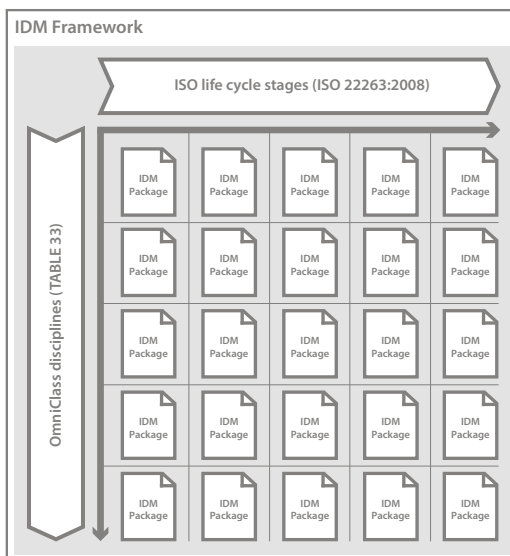 IDM Framework
ISO life cycle stages (ISO 22263:2008)
OmniClass disciplines (TABLE 33)
IDM
Package
IDM
Package
IDM
Package
IDM
Package
IDM
Package
IDM
Package
IDM
Package
IDM
Package
IDM
Package
IDM
Package
IDM
Package
IDM
Package
IDM
Package
IDM
Package
IDM
Package
IDM
Package
IDM
Package
IDM
Package
IDM
Package
IDM
Package
IDM
Package
IDM
Package
IDM
Package
IDM
Package
IDM
Package